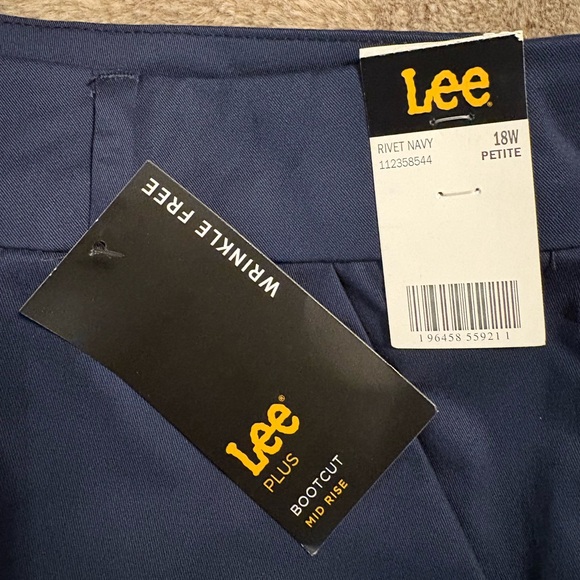 Lee
RIVET NAVY
112358544
18W
PETITE
1 96458 55921 1
WRINKLE FREE
Lee®
PLUS
BOOTCUT
MID RISE